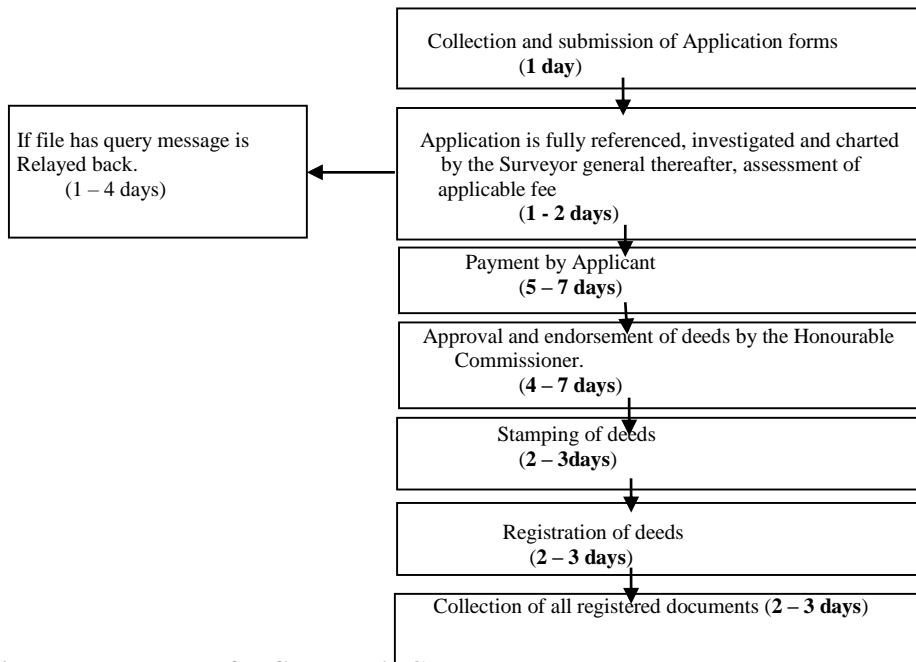 Collection and submission of Application forms
(1 day)
If file has query message is
Relayed back.
(1 – 4 days)
Application is fully referenced, investigated and charted
by the Surveyor general thereafter, assessment of
applicable fee
(1 - 2 days)
Payment by Applicant
(5 – 7 days)
Approval and endorsement of deeds by the Honourable
Commissioner.
(4 – 7 days)
Stamping of deeds
(2 – 3days)
Registration of deeds
(2 – 3 days)
Collection of all registered documents (2 – 3 days)